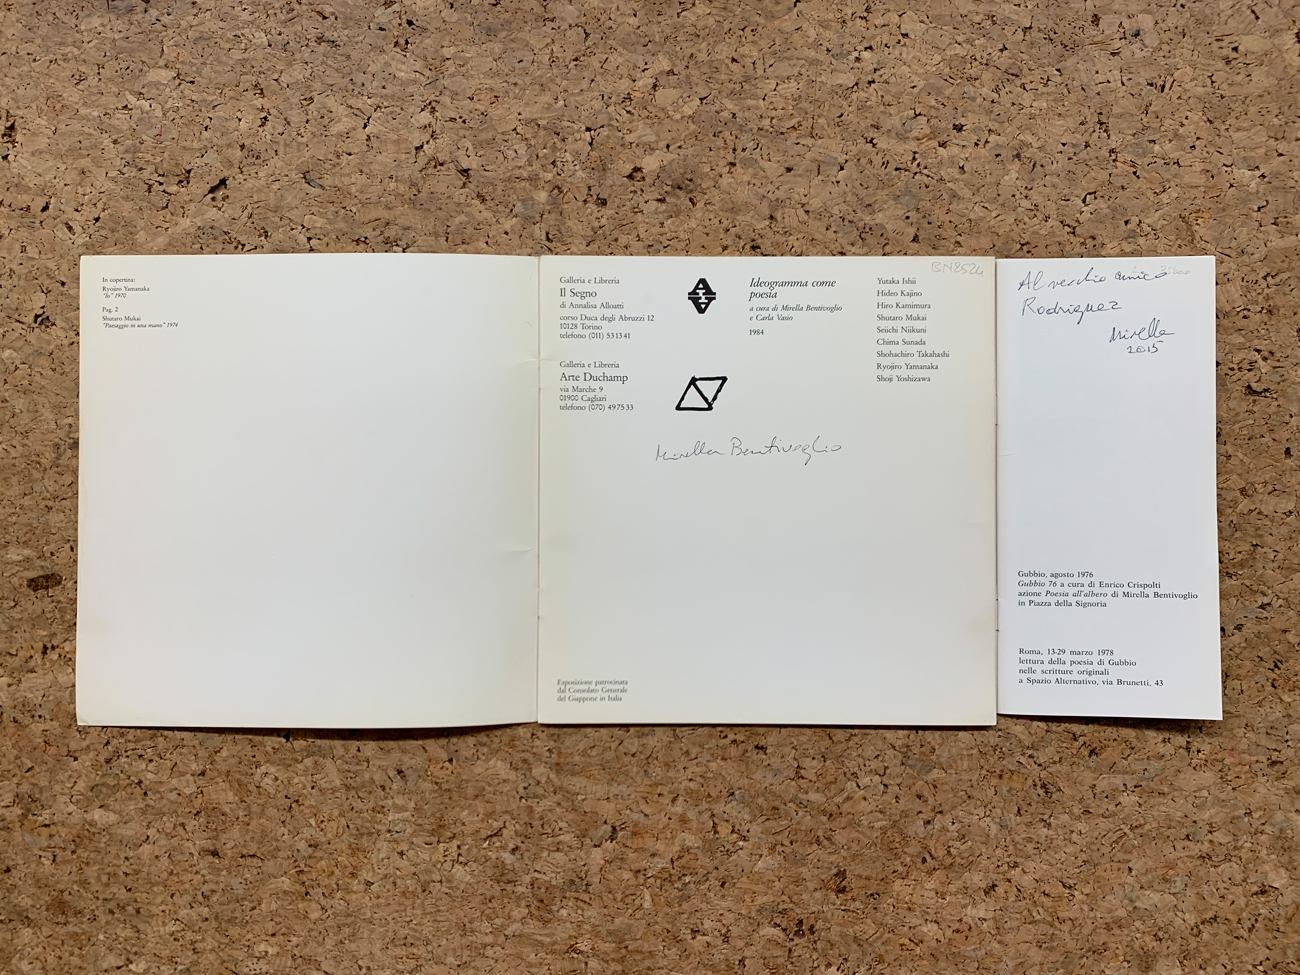 In copertina:
Ryojiro Yamanaka
"Io" 1970
Pag. 2
Shutaro Mukai
"Paesaggio in una mano" 1974
BN8524
Galleria e Libreria
Il Segno
di Annalisa Alloatti
corso Duca degli Abruzzi 12
10128 Torino
telefono (011) 531341
Galleria e Libreria
Arte Duchamp
via Marche 9
01900 Cagliari
telefono (070) 497533
Ideogramma come
poesia
a cura di Mirella Bentivoglio
e Carla Vasio
1984
Yutaka Ishii
Hideo Kajino
Hiro Kamimura
Shutaro Mukai
Seiichi Niikuni
Chima Sunada
Shohachiro Takahashi
Ryojiro Yamanaka
Shoji Yoshizawa
Mirella Bentivoglio
Esposizione patrocinata
dal Consolato Generale
del Giappone in Italia
Al vecchio amico
Rodriguez
Mirella
2015
Gubbio, agosto 1976
Gubbio 76 a cura di Enrico Crispolti
azione Poesia all'albero di Mirella Bentivoglio
in Piazza della Signoria
Roma, 13-29 marzo 1978
lettura della poesia di Gubbio
nelle scritture originali
a Spazio Alternativo, via Brunetti, 43